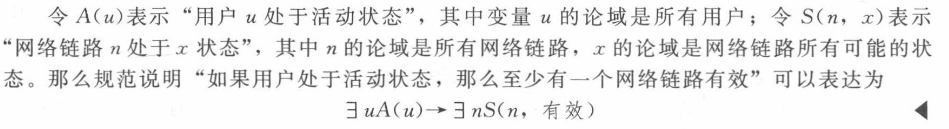 令 A(u)表示“用户 u 处于活动状态”，其中变量 u 的论域是所有用户；令 S(n，x)表示
“网络链路 n 处于 x 状态”，其中 n 的论域是所有网络链路，x 的论域是网络链路所有可能的状
态。那么规范说明“如果用户处于活动状态，那么至少有一个网络链路有效”可以表达为
∃uA(u)→∃nS(n，有效) ◀